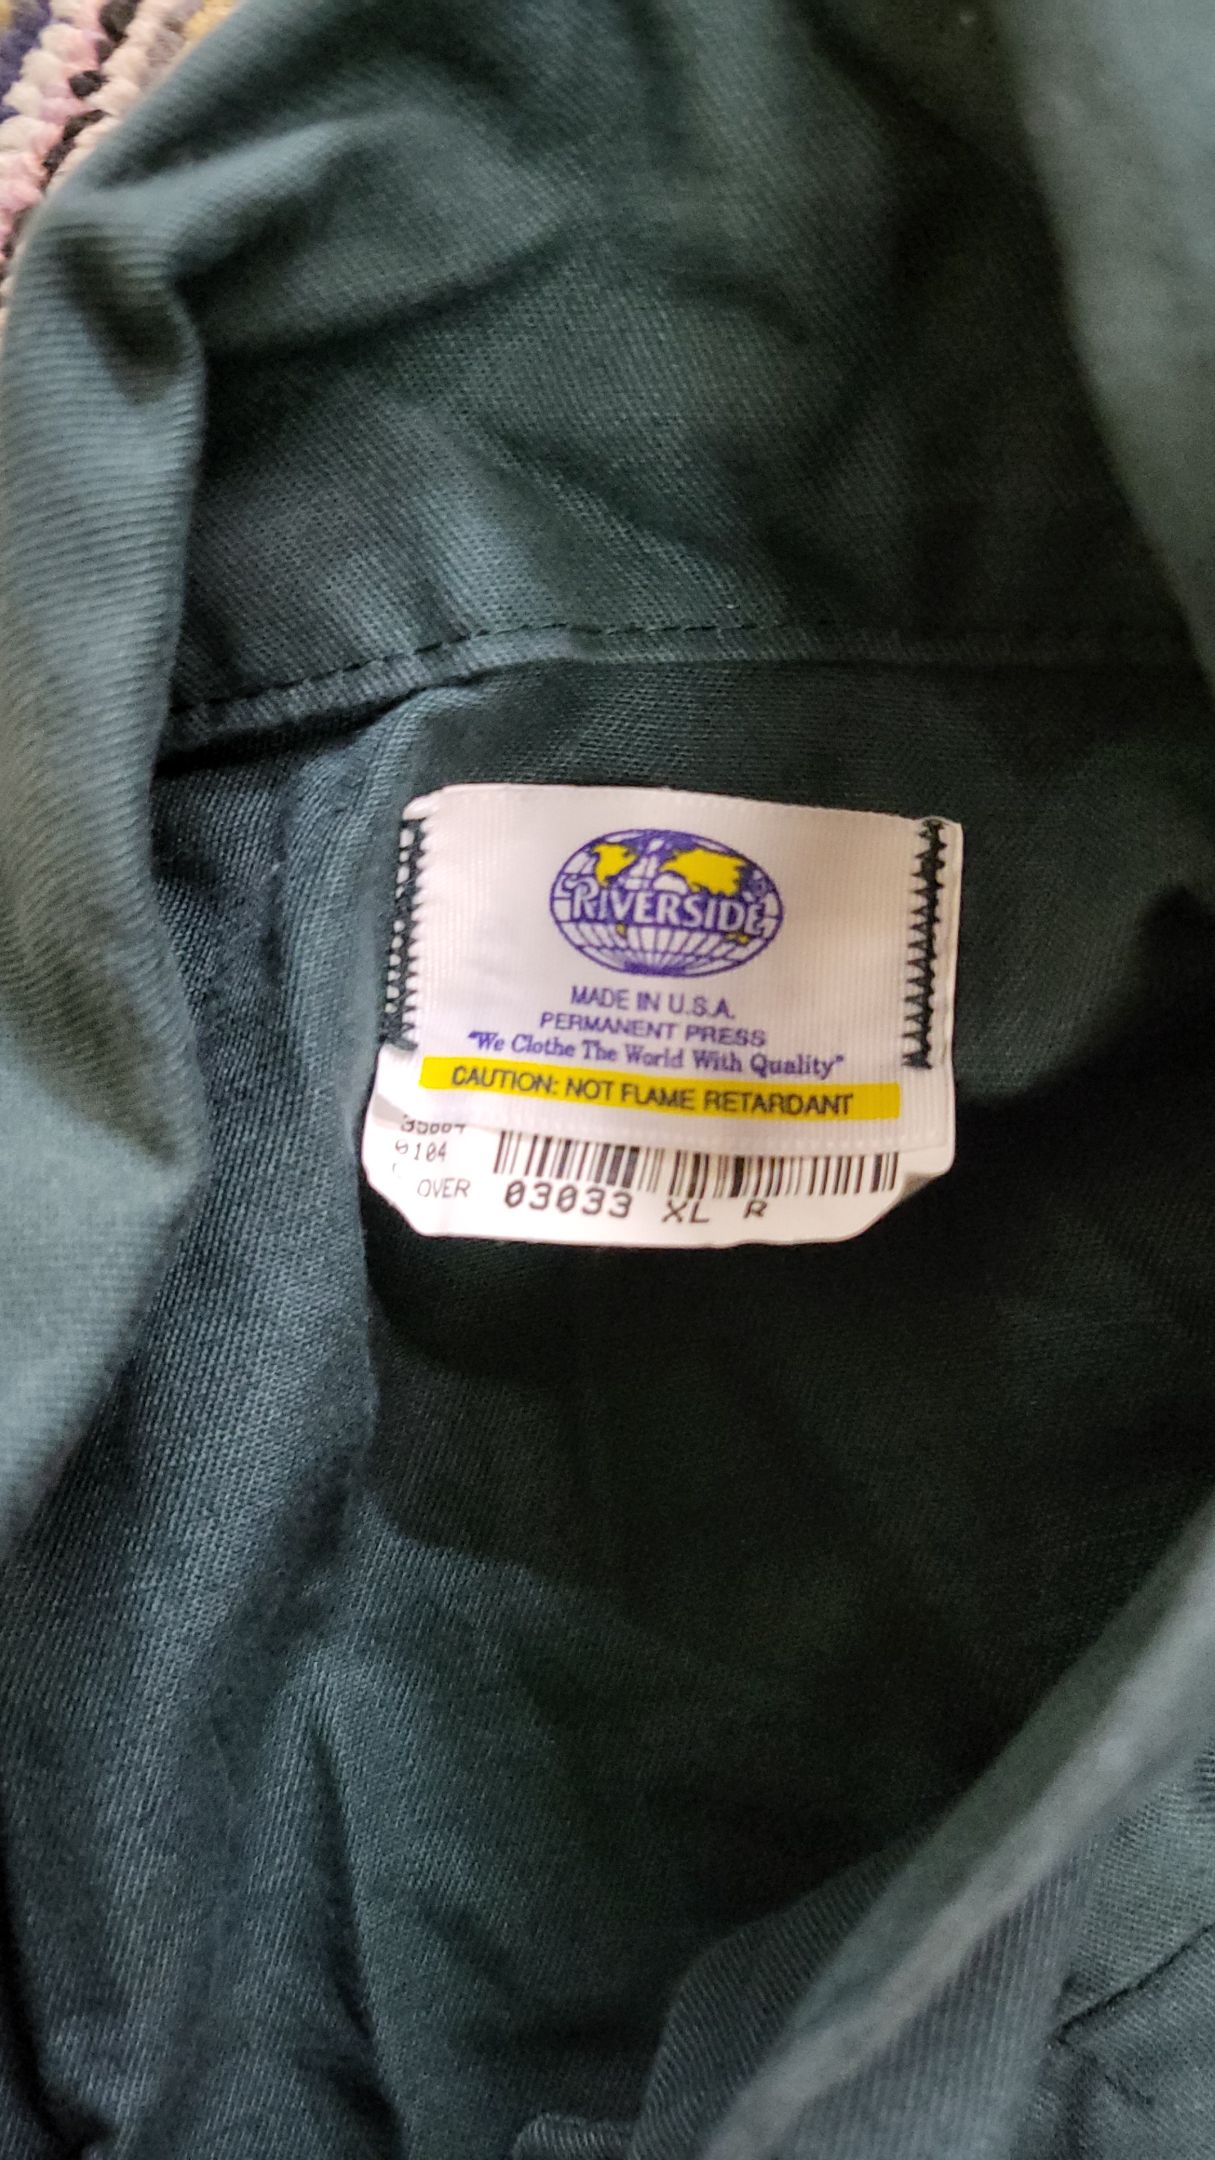 RIVERSIDE ®
MADE IN U.S.A.
PERMANENT PRESS
"We Clothe The World With Quality"
CAUTION: NOT FLAME RETARDANT
0104
OVER 03033 XL R